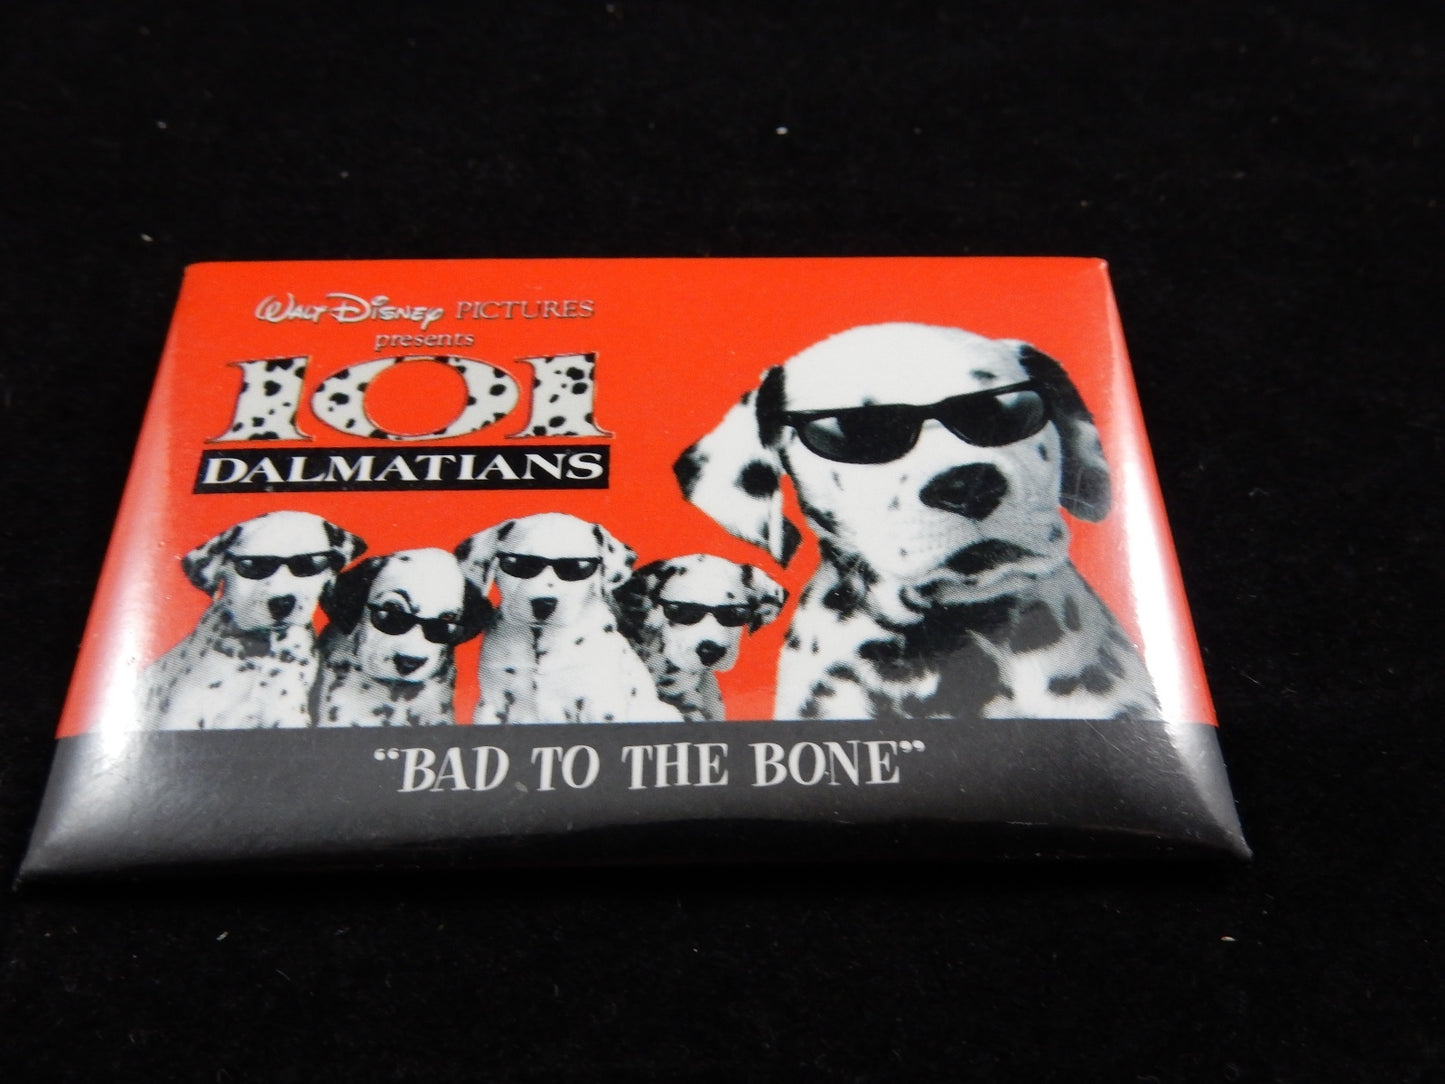 WALT DISNEY PICTURES
presents
101
DALMATIANS
“BAD TO THE BONE”